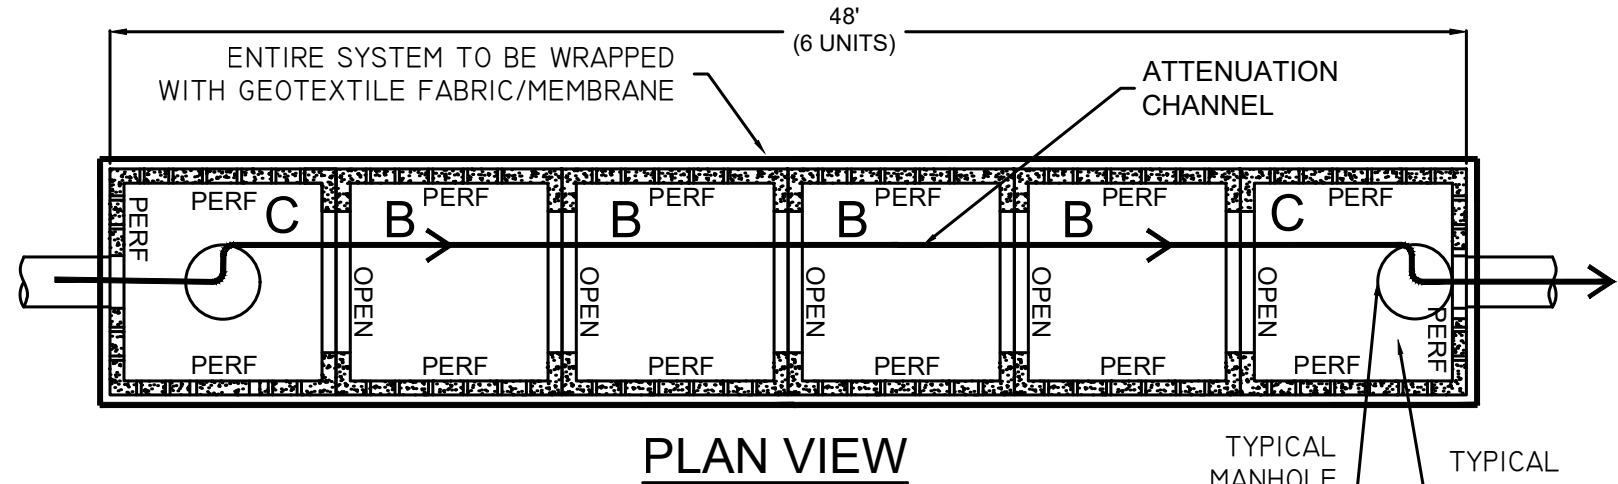 48'
(6 UNITS)
ENTIRE SYSTEM TO BE WRAPPED
WITH GEOTEXTILE FABRIC/MEMBRANE
ATTENUATION
CHANNEL
PERF PERF PERF PERF PERF PERF
PERF
C B B B B C
OPEN OPEN OPEN OPEN OPEN
PERF
PERF PERF PERF PERF PERF PERF
PLAN VIEW
TYPICAL
MANHOLE
TYPICAL